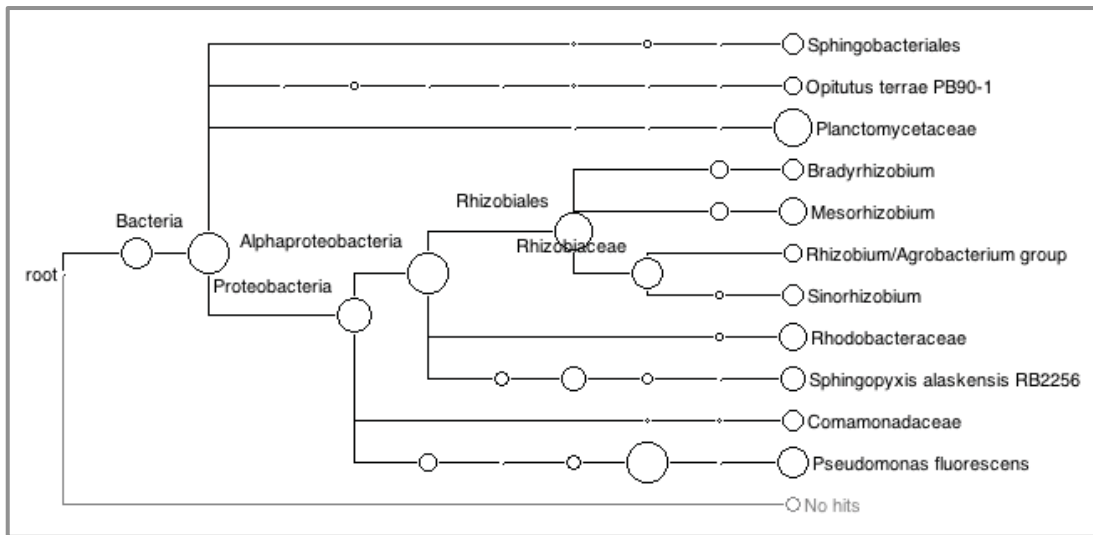 Sphingobacteriales
Opitutus terrae PB90-1
Planctomycetaceae
Bradyrhizobium
Rhizobiales
Mesorhizobium
Bacteria
Alphaproteobacteria
Rhizobiaceae
Rhizobium/Agrobacterium group
root
Proteobacteria
Sinorhizobium
Rhodobacteraceae
Sphingopyxis alaskensis RB2256
Comamonadaceae
Pseudomonas fluorescens
No hits